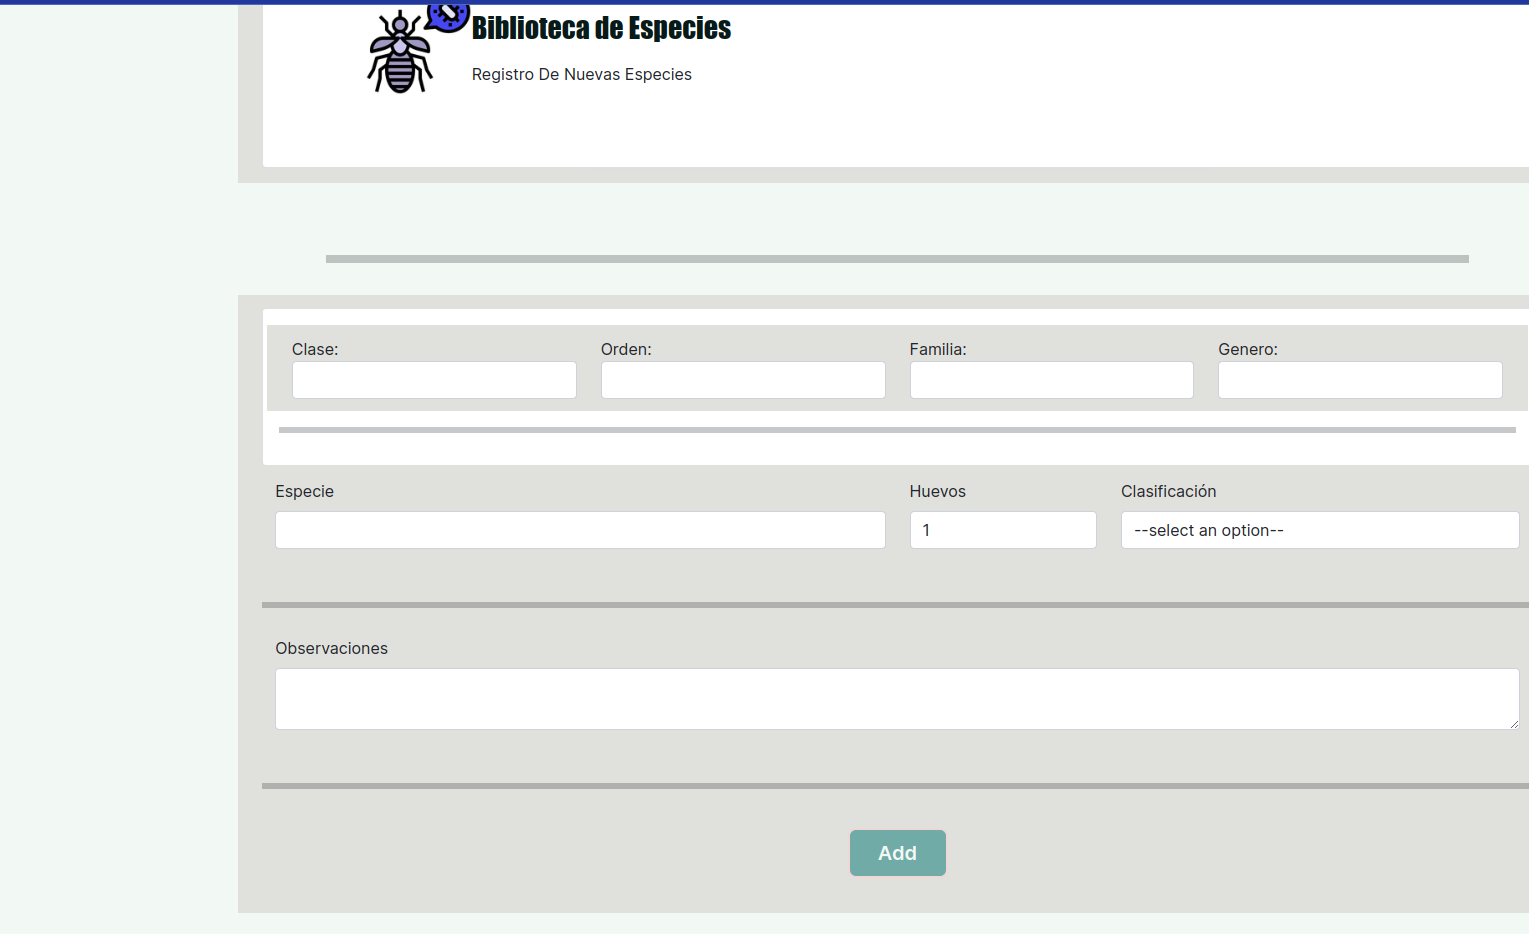 Biblioteca de Especies
Registro De Nuevas Especies
Clase: Orden: Familia: Genero:
Especie Huevos Clasificación
1 --select an option--
Observaciones
Add